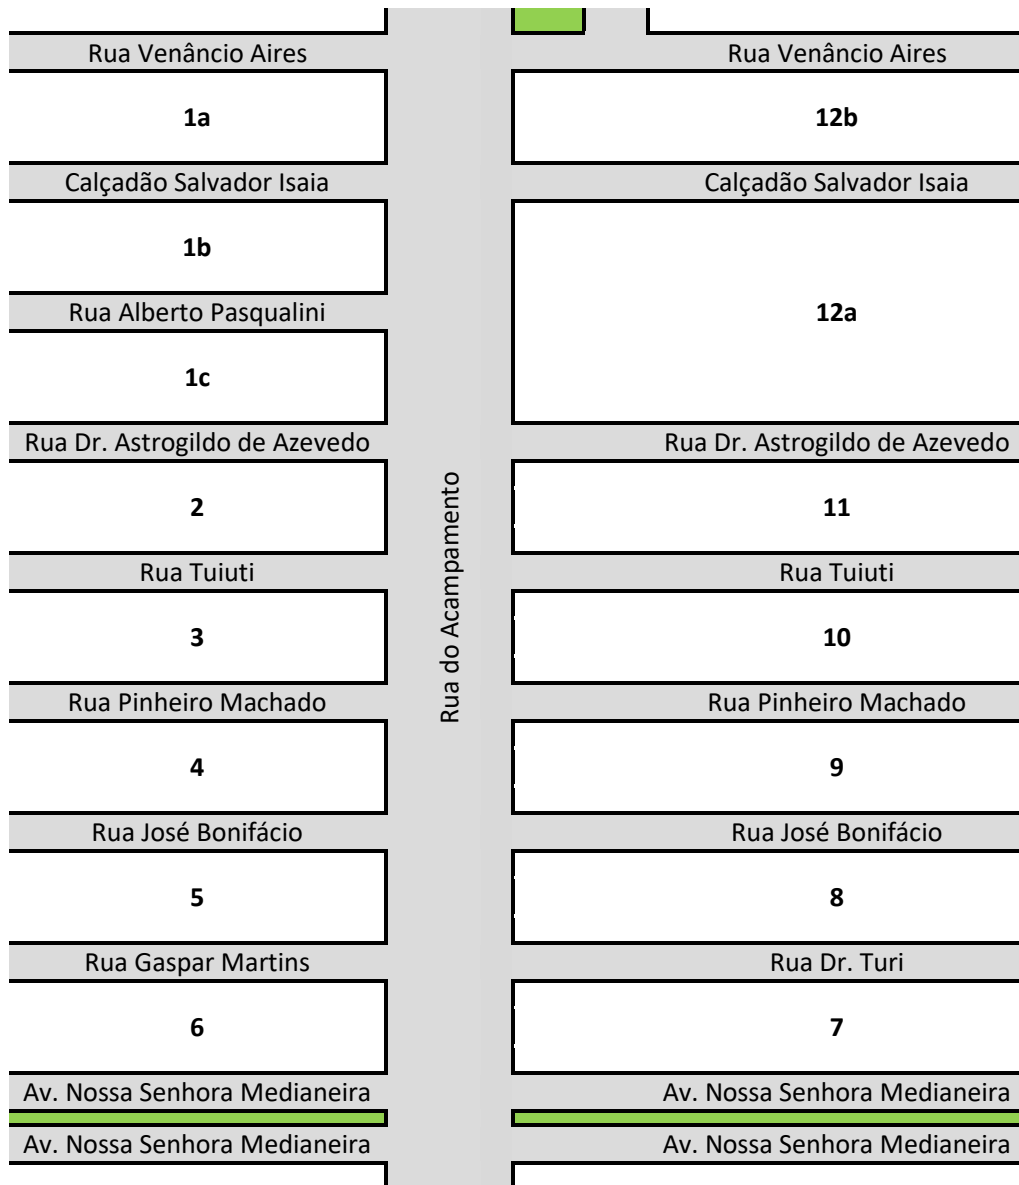 Rua Venâncio Aires
Rua Venâncio Aires
1a
12b
Calçadão Salvador Isaia
Calçadão Salvador Isaia
1b
Rua Alberto Pasqualini
12a
1c
Rua Dr. Astrogildo de Azevedo
Rua Dr. Astrogildo de Azevedo
2
11
Rua do Acampamento
Rua Tuiuti
Rua Tuiuti
3
10
Rua Pinheiro Machado
Rua Pinheiro Machado
4
9
Rua José Bonifácio
Rua José Bonifácio
5
8
Rua Gaspar Martins
Rua Dr. Turi
6
7
Av. Nossa Senhora Medianeira
Av. Nossa Senhora Medianeira
Av. Nossa Senhora Medianeira
Av. Nossa Senhora Medianeira